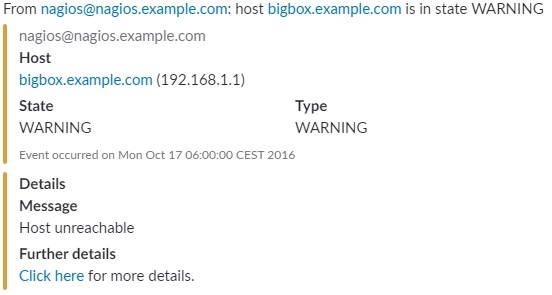 From nagios@nagios.example.com: host bigbox.example.com is in state WARNING
nagios@nagios.example.com
Host
bigbox.example.com (192.168.1.1)
State Type
WARNING WARNING
Event occurred on Mon Oct 17 06:00:00 CEST 2016
Details
Message
Host unreachable
Further details
Click here for more details.